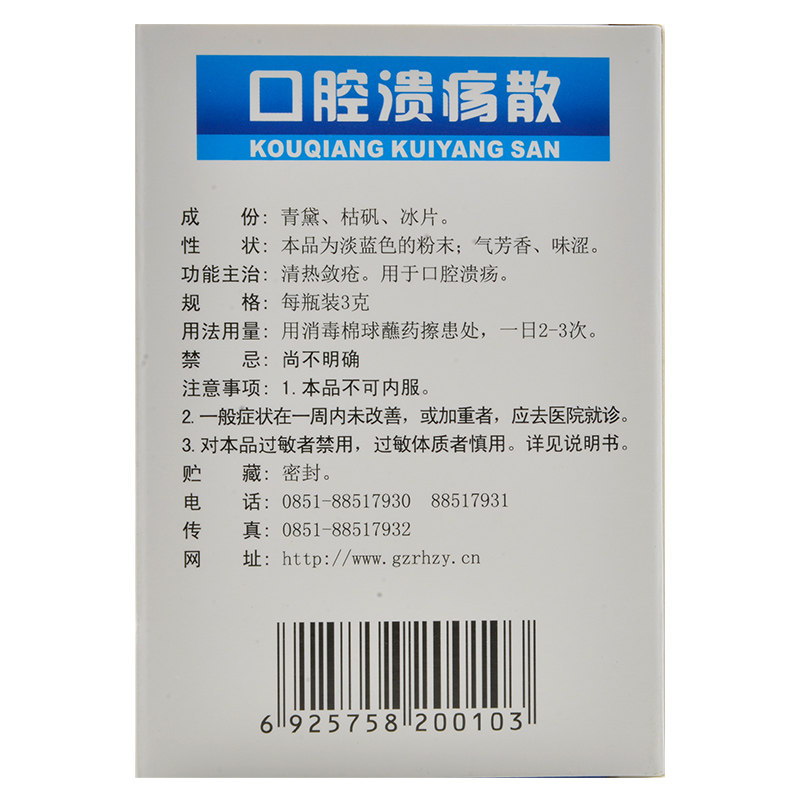 口腔溃疡散
KOUQIANG KUIYANG SAN
成 份: 青黛、枯矾、冰片。
性 状: 本品为淡蓝色的粉末；气芳香、味涩。
功能主治: 清热敛疮。用于口腔溃疡。
规 格: 每瓶装3克
用法用量: 用消毒棉球蘸药擦患处，一日2-3次。
禁 忌: 尚不明确
注意事项: 1.本品不可内服。
2.一般症状在一周内未改善，或加重者，应去医院就诊。
3.对本品过敏者禁用，过敏体质者慎用。详见说明书。
贮 藏: 密封。
电 话: 0851-88517930 88517931
传 真: 0851-88517932
网 址: http://www.gzrhzy.cn
6 925758 200103